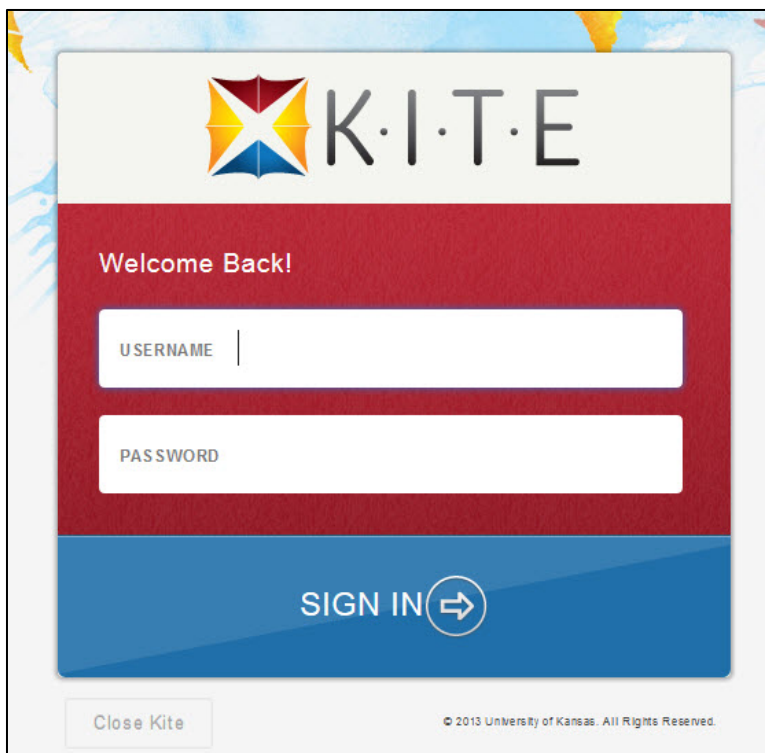 K·I·T·E
Welcome Back!
USERNAME
PASSWORD
SIGN IN
Close Kite
© 2013 University of Kansas. All Rights Reserved.